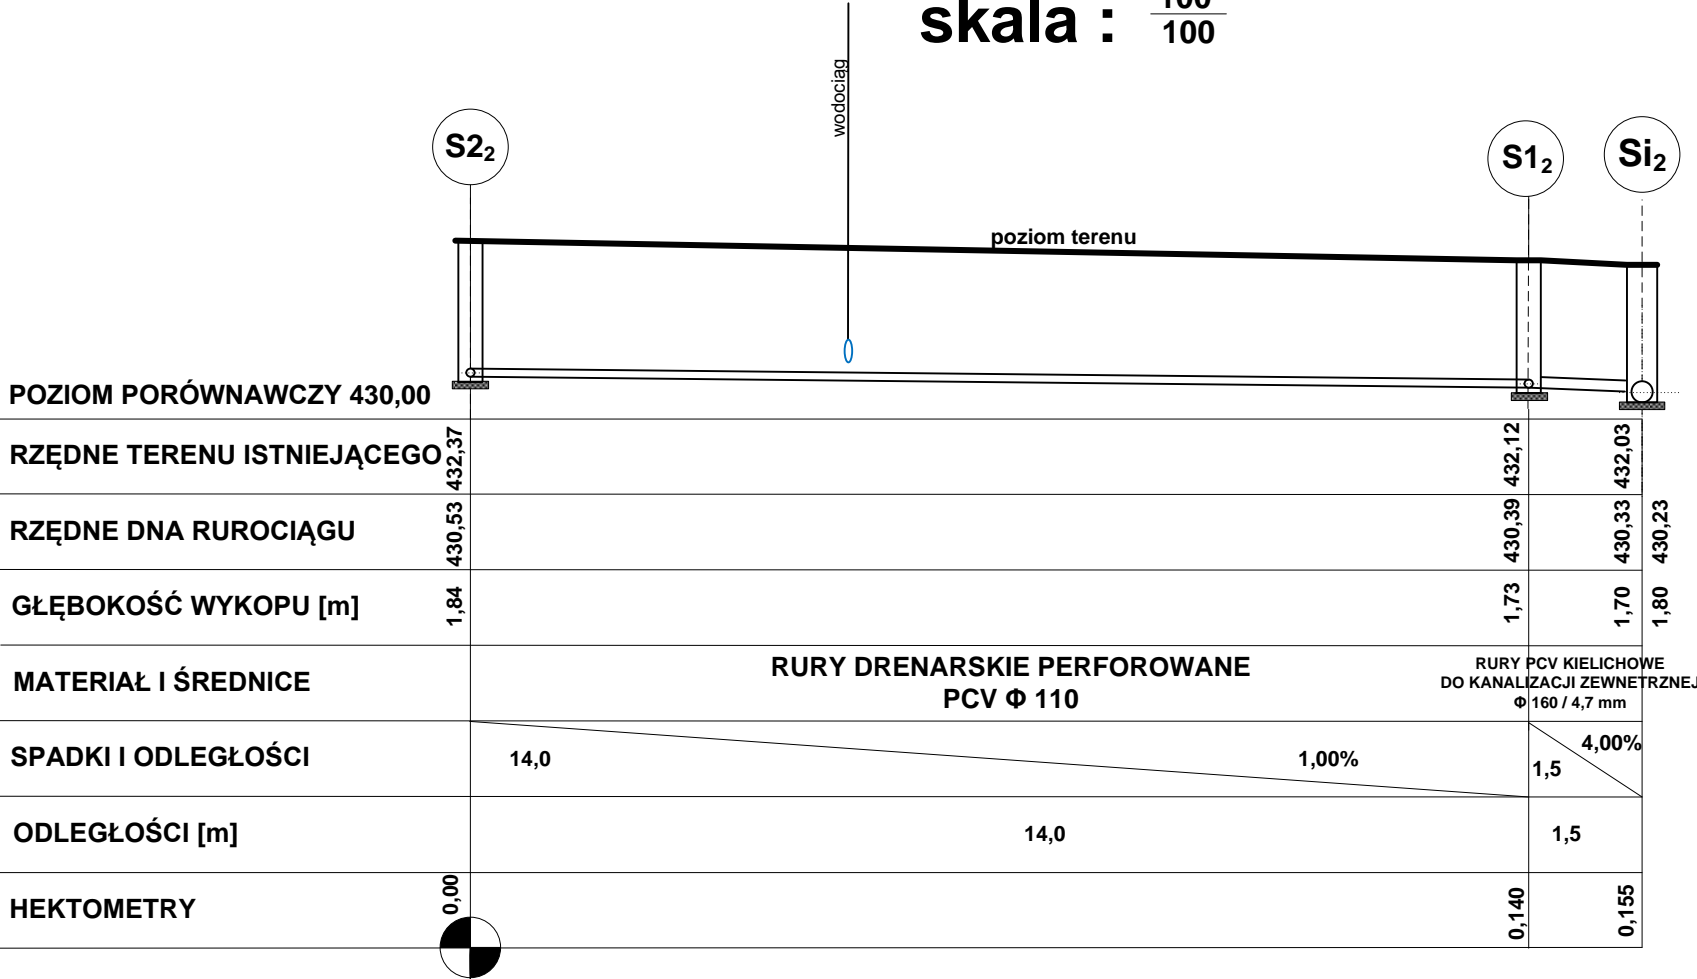 100
skala :
100
wodociąg
S2₂
S1₂
Si₂
poziom terenu
POZIOM PORÓWNAWCZY 430,00
RZĘDNE TERENU ISTNIEJĄCEGO 432,37 432,12 432,03
RZĘDNE DNA RUROCIĄGU 430,53 430,39 430,33 430,23
GŁĘBOKOŚĆ WYKOPU [m] 1,84 1,73 1,70 1,80
MATERIAŁ I ŚREDNICE
RURY DRENARSKIE PERFOROWANE
PCV Φ 110
RURY PCV KIELICHOWE
DO KANALIZACJI ZEWNETRZNEJ
Φ 160 / 4,7 mm
SPADKI I ODLEGŁOŚCI 14,0 1,00% 1,5 4,00%
ODLEGŁOŚCI [m] 14,0 1,5
HEKTOMETRY 0,00 0,140 0,155